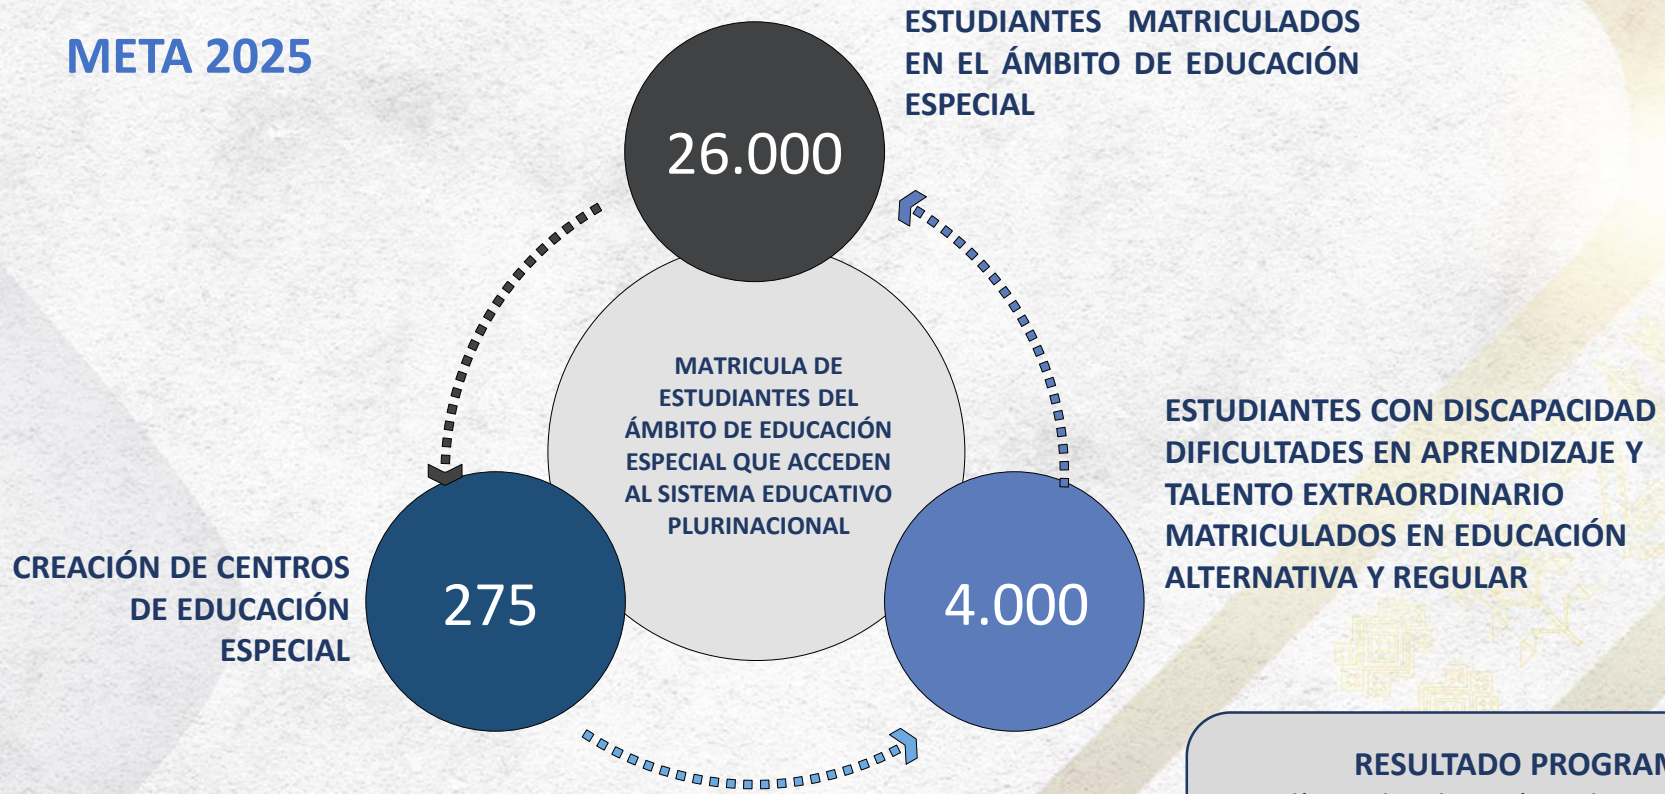 META 2025
ESTUDIANTES MATRICULADOS
EN EL ÁMBITO DE EDUCACIÓN
ESPECIAL
26.000
MATRICULA DE
ESTUDIANTES DEL
ÁMBITO DE EDUCACIÓN
ESPECIAL QUE ACCEDEN
AL SISTEMA EDUCATIVO
PLURINACIONAL
ESTUDIANTES CON DISCAPACIDAD
DIFICULTADES EN APRENDIZAJE Y
TALENTO EXTRAORDINARIO
MATRICULADOS EN EDUCACIÓN
ALTERNATIVA Y REGULAR
CREACIÓN DE CENTROS
DE EDUCACIÓN
ESPECIAL
275
4.000
RESULTADO